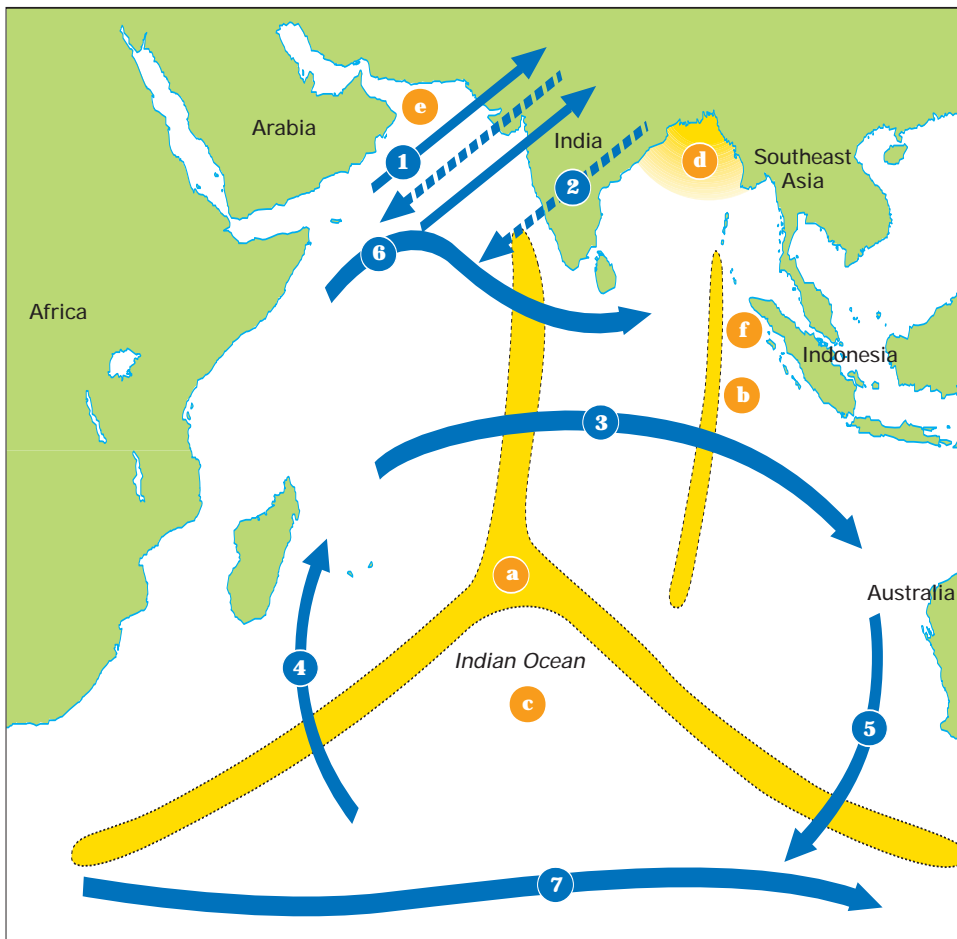 e
Arabia
1
India
d
Southeast
Asia
2
6
Africa
f
Indonesia
b
3
a
Australia
Indian Ocean
4
c
5
7